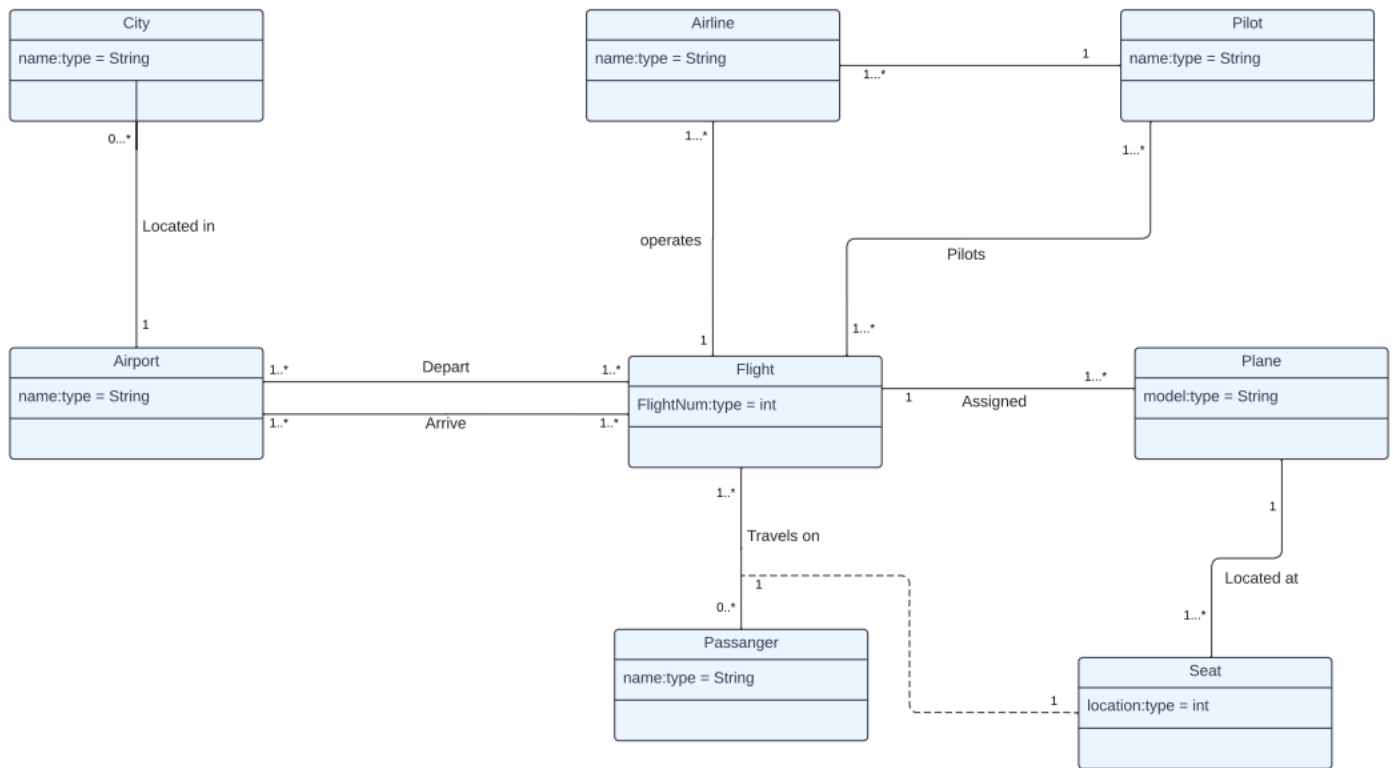 City
name:type = String
0...*
Located in
1
Airport
name:type = String
Airline
name:type = String
1...*
1
Pilot
name:type = String
1...*
operates
1
1...*
Pilots
1...*
1..*
Depart
1..*
1..*
Arrive
1..*
Flight
FlightNum:type = int
1
Assigned
1...*
Plane
model:type = String
1..*
Travels on
1
0..*
Passanger
name:type = String
1
Located at
1...*
1
Seat
location:type = int